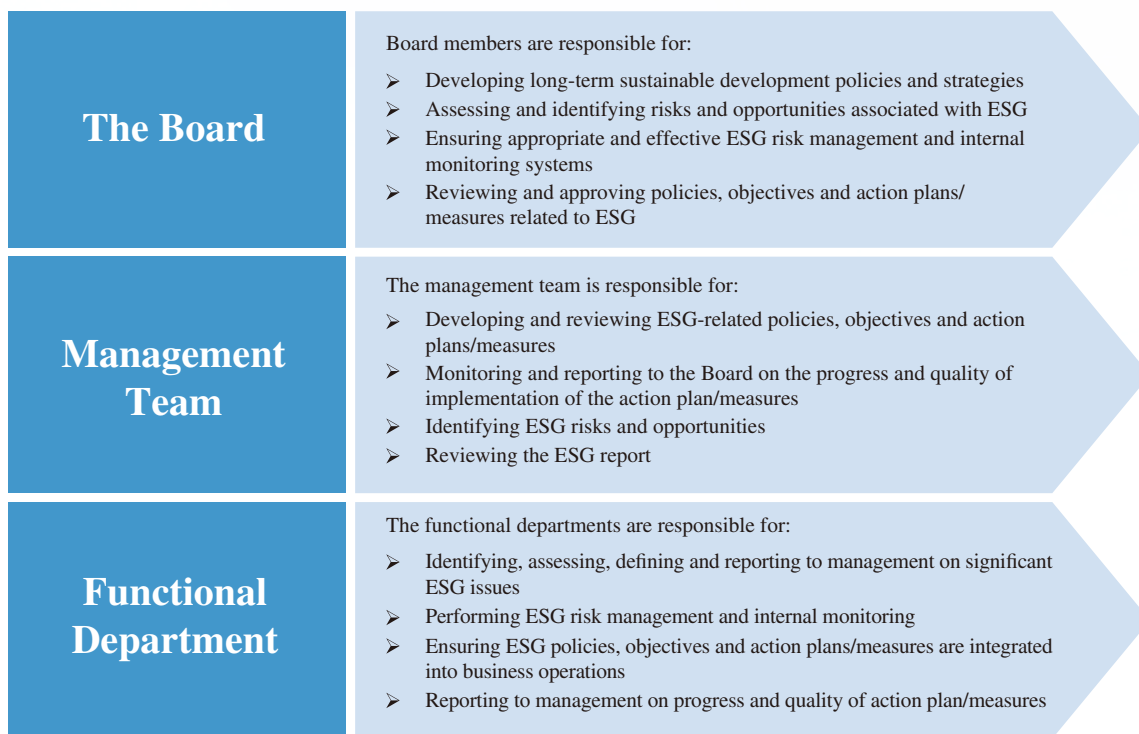 The Board
Board members are responsible for:
➢ Developing long-term sustainable development policies and strategies
➢ Assessing and identifying risks and opportunities associated with ESG
➢ Ensuring appropriate and effective ESG risk management and internal
monitoring systems
➢ Reviewing and approving policies, objectives and action plans/
measures related to ESG
Management
Team
The management team is responsible for:
➢ Developing and reviewing ESG-related policies, objectives and action
plans/measures
➢ Monitoring and reporting to the Board on the progress and quality of
implementation of the action plan/measures
➢ Identifying ESG risks and opportunities
➢ Reviewing the ESG report
Functional
Department
The functional departments are responsible for:
➢ Identifying, assessing, defining and reporting to management on significant
ESG issues
➢ Performing ESG risk management and internal monitoring
➢ Ensuring ESG policies, objectives and action plans/measures are integrated
into business operations
➢ Reporting to management on progress and quality of action plan/measures